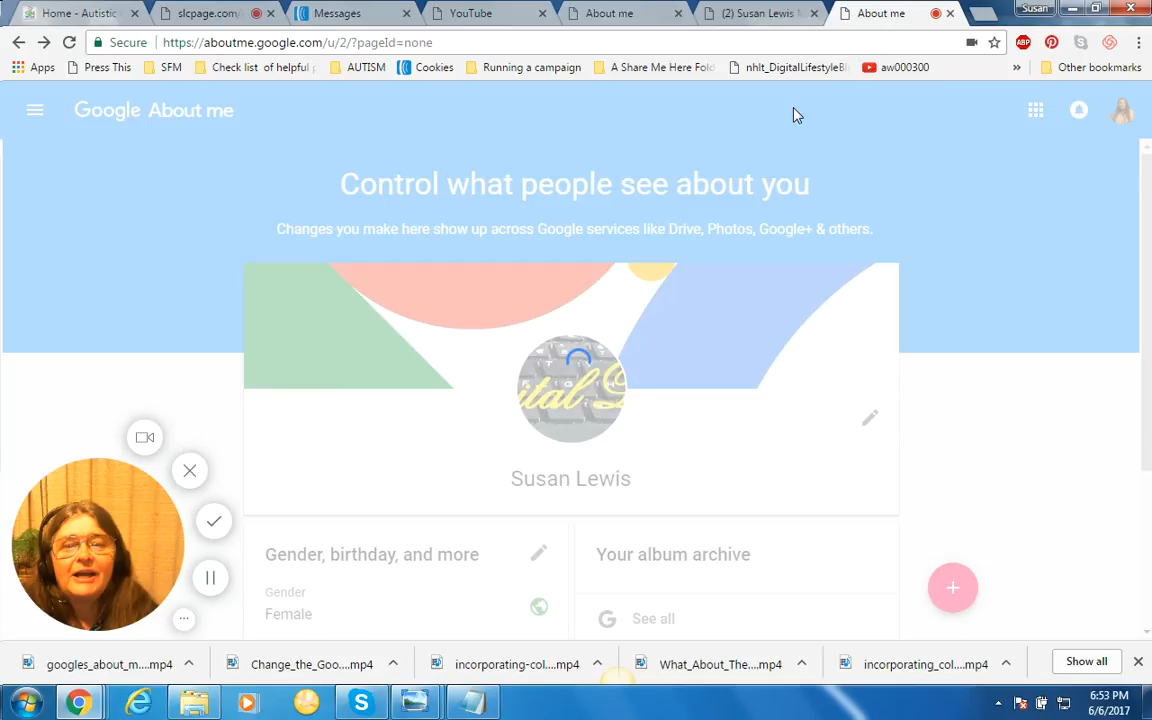 Home - Autistic
slcpage.com/
Messages
YouTube
About me
(2) Susan Lewis
About me
Susan
Secure
https://aboutme.google.com/u/2/?pageId=none
ABP
Apps
Press This
SFM
Check list of helpful
AUTISM
Cookies
Running a campaign
A Share Me Here Fold
nhlt_DigitalLifestyleBl
aw000300
»
Other bookmarks
Google About me
Control what people see about you
Changes you make here show up across Google services like Drive, Photos, Google+ & others.
ital D
Susan Lewis
Gender, birthday, and more
Gender
Female
Your album archive
G See all
googles_about_m....mp4
Change_the_Goo....mp4
incorporating-col....mp4
What_About_The....mp4
incorporating_col....mp4
Show all
6:53 PM
6/6/2017